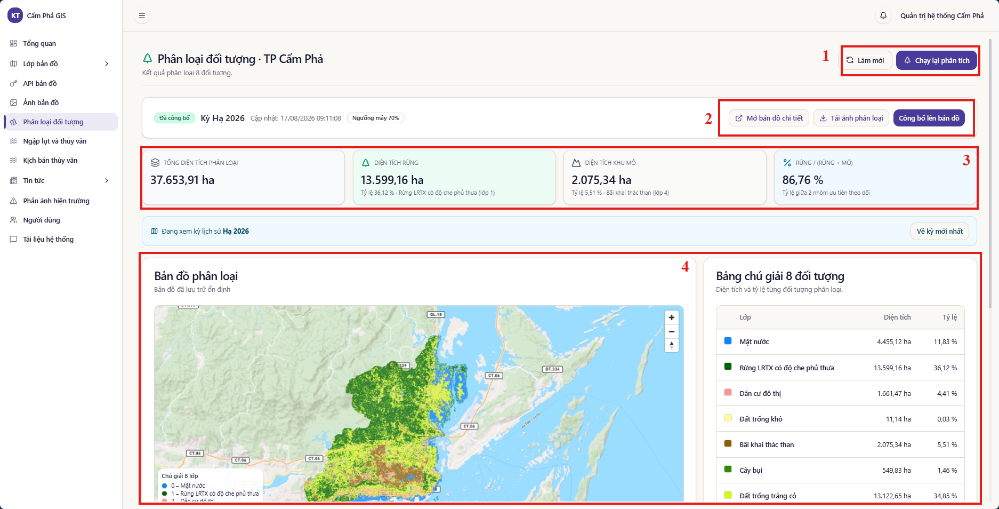 KT Cẩm Phả GIS
Quản trị hệ thống Cẩm Phả
Tổng quan
Lớp bản đồ
API bản đồ
Ảnh bản đồ
Phân loại đối tượng
Ngập lụt và thủy văn
Kịch bản thủy văn
Tin tức
Phản ánh hiện trường
Người dùng
Tài liệu hệ thống
Phân loại đối tượng · TP Cẩm Phả
Kết quả phân loại 8 đối tượng.
1
Làm mới
Chạy lại phân tích
Đã công bố Kỳ Hạ 2026 Cập nhật: 17/08/2026 09:11:08 Ngưỡng mây 70%
2
Mở bản đồ chi tiết
Tải ảnh phân loại
Công bố lên bản đồ
TỔNG DIỆN TÍCH PHÂN LOẠI
37.653,91 ha
DIỆN TÍCH RỪNG
13.599,16 ha
Tỷ lệ 36,12 % · Rừng LRTX có độ che phủ thưa (lớp 1)
DIỆN TÍCH KHU MỎ
2.075,34 ha
Tỷ lệ 5,51 % · Bãi khai thác than (lớp 4)
RỪNG / (RỪNG + MỎ)
3
86,76 %
Tỷ lệ giữa 2 nhóm ưu tiên theo dõi
Đang xem kỳ lịch sử Hạ 2026
Về kỳ mới nhất
Bản đồ phân loại
4
Bản đồ đã lưu trữ ổn định
QL.18
329
ĐT.334
CT.06
CT.06
CT.06
CT.06
CT.06
Chú giải 8 lớp
0 – Mặt nước
1 – Rừng LRTX có độ che phủ thưa
2 – Dân cư đô thị
Bảng chú giải 8 đối tượng
Diện tích và tỷ lệ từng đối tượng phân loại.
Lớp Diện tích Tỷ lệ
Mặt nước 4.455,12 ha 11,83 %
Rừng LRTX có độ che phủ thưa 13.599,16 ha 36,12 %
Dân cư đô thị 1.661,47 ha 4,41 %
Đất trống khô 11,14 ha 0,03 %
Bãi khai thác than 2.075,34 ha 5,51 %
Cây bụi 549,83 ha 1,46 %
Đất trống trảng cỏ 13.122,65 ha 34,85 %